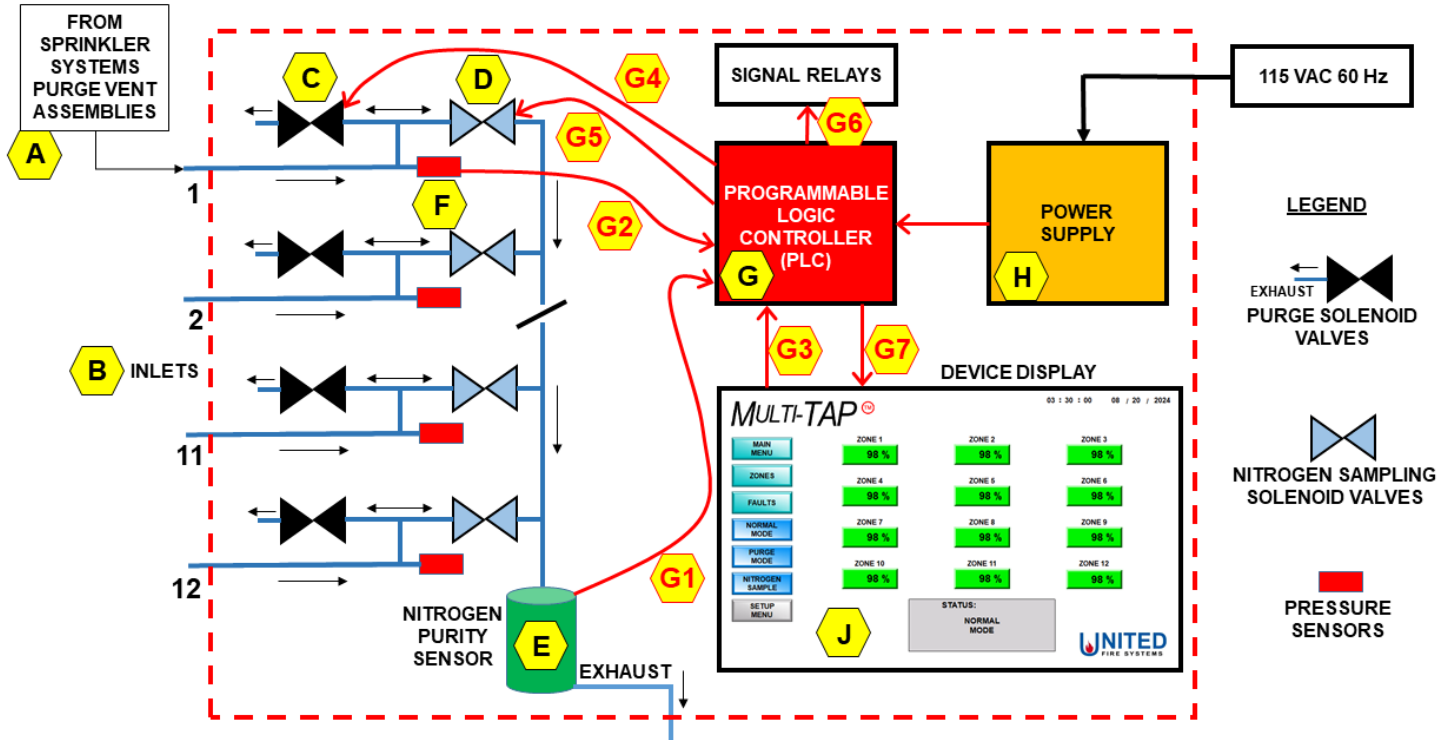 FROM
SPRINKLER
SYSTEMS
PURGE VENT
ASSEMBLIES
A
1
C
D
F
G4
G5
G2
SIGNAL RELAYS
G6
PROGRAMMABLE
LOGIC
CONTROLLER
(PLC)
G
POWER
SUPPLY
H
115 VAC 60 Hz
2
B
INLETS
11
12
G1
G3
G7
NITROGEN
PURITY
SENSOR
E
EXHAUST
DEVICE DISPLAY
MULTI-TAP TM
03 : 30 : 00 08 / 20 / 2024
MAIN
MENU
ZONES
FAULTS
NORMAL
MODE
PURGE
MODE
NITROGEN
SAMPLE
SETUP
MENU
ZONE 1 ZONE 2 ZONE 3
98 % 98 % 98 %
ZONE 4 ZONE 5 ZONE 6
98 % 98 % 98 %
ZONE 7 ZONE 8 ZONE 9
98 % 98 % 98 %
ZONE 10 ZONE 11 ZONE 12
98 % 98 % 98 %
J
STATUS:
NORMAL
MODE
UNITED
FIRE SYSTEMS
LEGEND
EXHAUST
PURGE SOLENOID
VALVES
NITROGEN SAMPLING
SOLENOID VALVES
PRESSURE
SENSORS